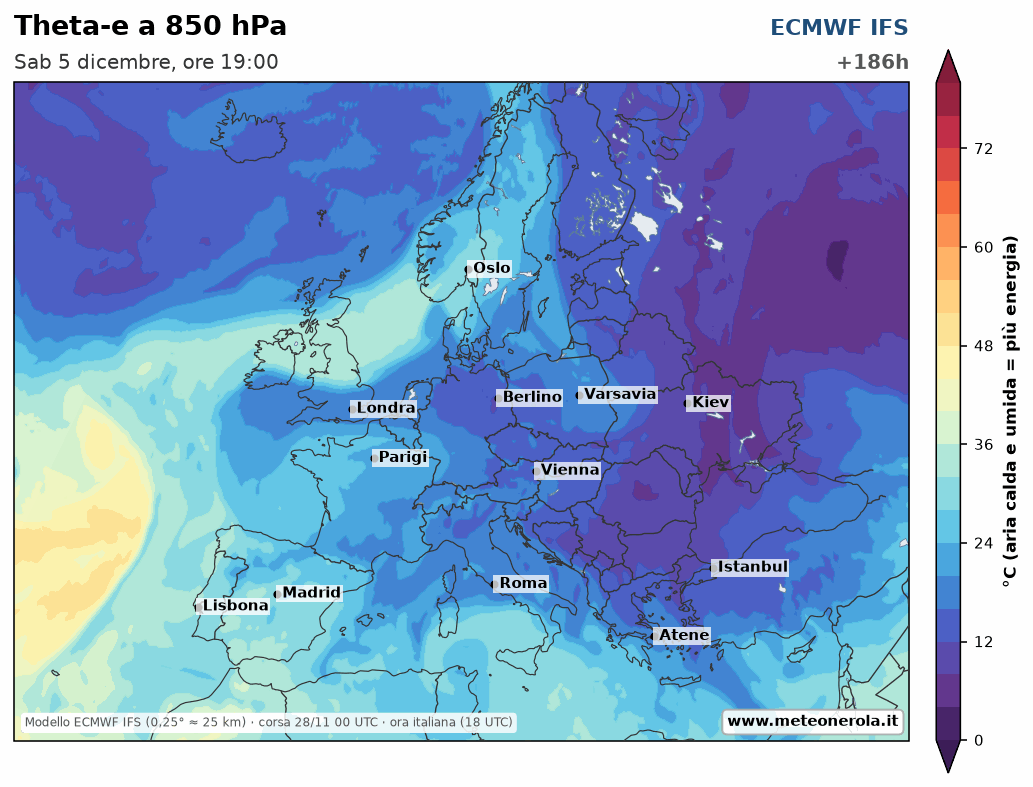 Theta-e a 850 hPa
ECMWF IFS
Sab 5 dicembre, ore 19:00
+186h
Oslo
Londra
Berlino
Varsavia
Kiev
Parigi
Vienna
Lisbona
Madrid
Roma
Istanbul
Atene
Modello ECMWF IFS (0,25° ≈ 25 km) · corsa 28/11 00 UTC · ora italiana (18 UTC)
www.meteonerola.it
72
60
48
36
24
12
0
°C (aria calda e umida = più energia)